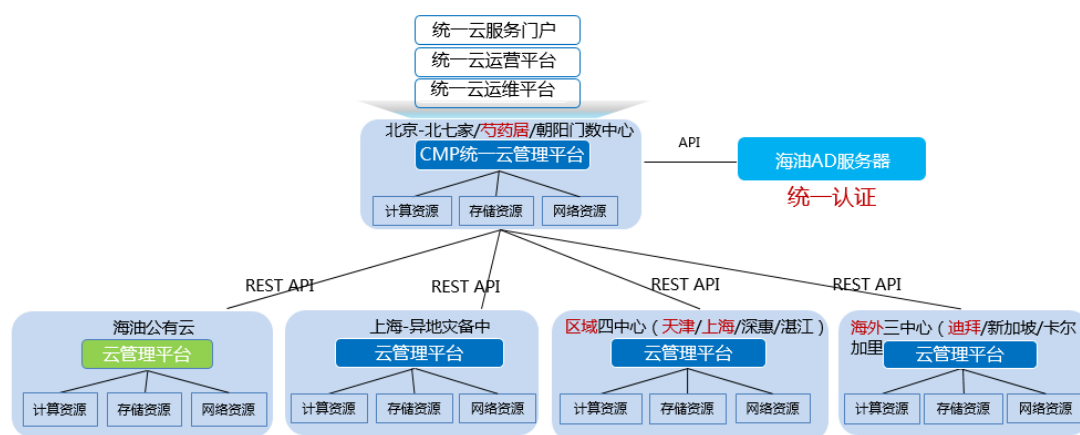 统一云服务门户
统一云运营平台
统一云运维平台
北京-北七家/芍药居/朝阳门数中心
CMP统一云管理平台
API
海油AD服务器
统一认证
计算资源
存储资源
网络资源
REST API
REST API
REST API
REST API
海油公有云
云管理平台
计算资源
存储资源
网络资源
上海-异地灾备中
云管理平台
计算资源
存储资源
网络资源
区域四中心（天津/上海/深惠/湛江）
云管理平台
计算资源
存储资源
网络资源
海外三中心（迪拜/新加坡/卡尔
加里
云管理平台
计算资源
存储资源
网络资源